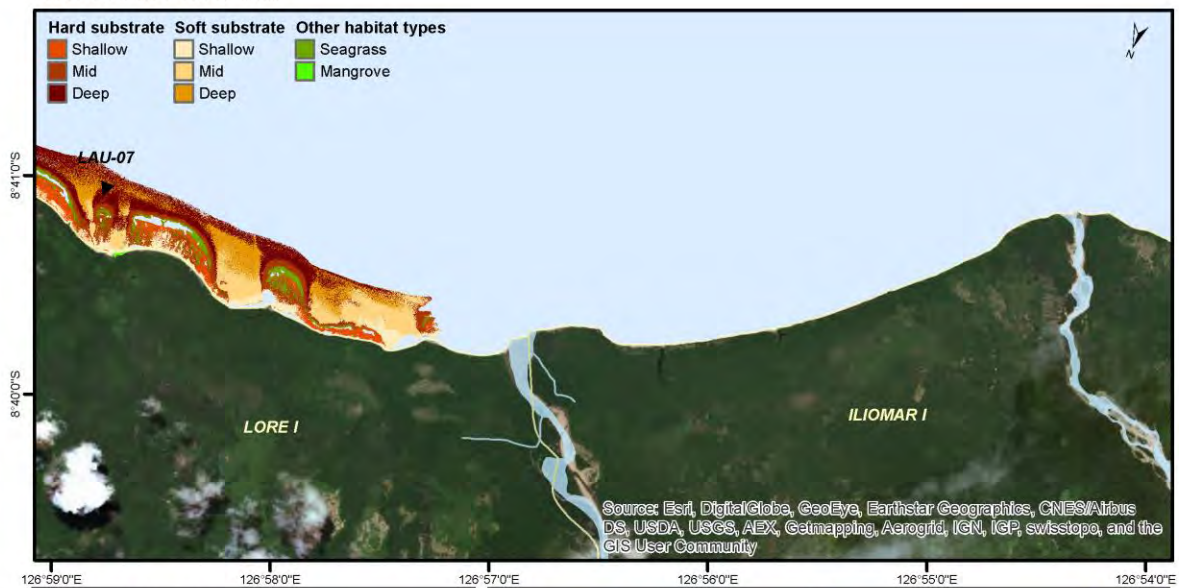 Hard substrate Soft substrate Other habitat types
Shallow Shallow Seagrass
Mid Mid Mangrove
Deep Deep
N
LAU-07
8°41'0"S
8°40'0"S
LORE I
ILIOMAR I
Source: Esri, DigitalGlobe, GeoEye, Earthstar Geographics, CNES/Airbus
DS, USDA, USGS, AEX, Getmapping, Aerogrid, IGN, IGP, swisstopo, and the
GIS User Community
126°59'0"E 126°58'0"E 126°57'0"E 126°56'0"E 126°55'0"E 126°54'0"E